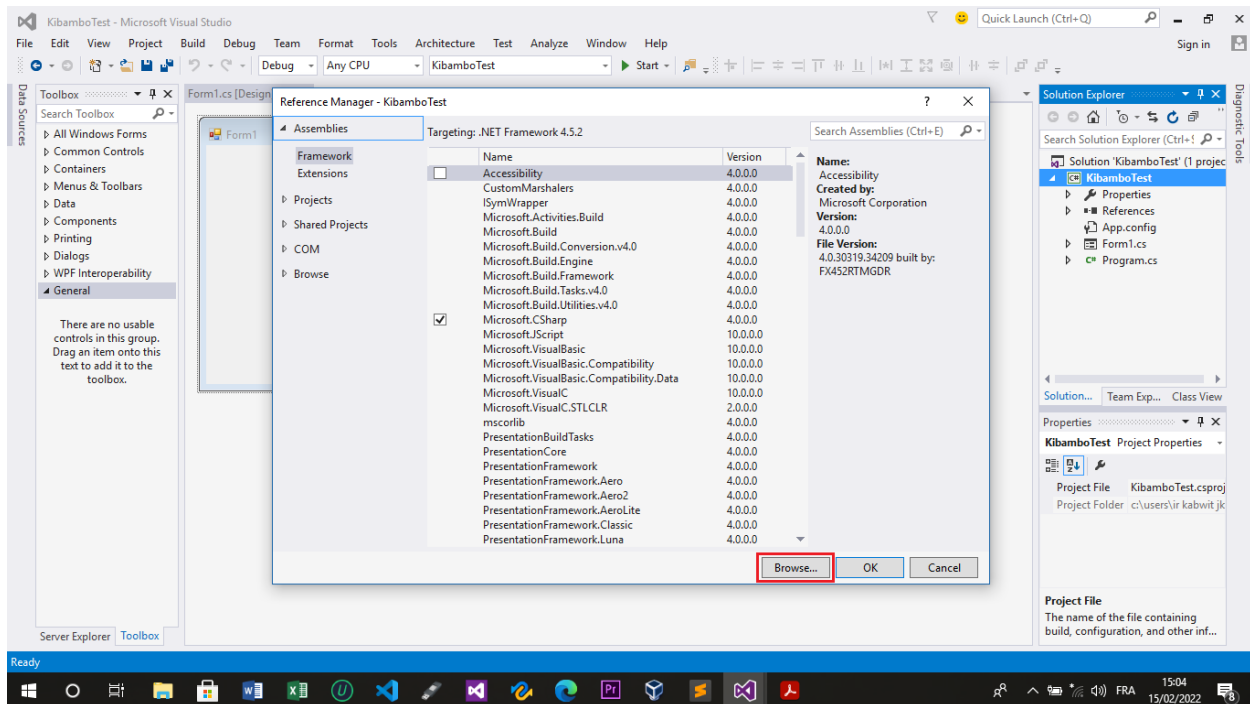 KibamboTest - Microsoft Visual Studio
Quick Launch (Ctrl+Q)
File Edit View Project Build Debug Team Format Tools Architecture Test Analyze Window Help
Sign in
Debug Any CPU KibamboTest Start
Data Sources
Toolbox
Search Toolbox
All Windows Forms
Common Controls
Containers
Menus & Toolbars
Data
Components
Printing
Dialogs
WPF Interoperability
General
There are no usable
controls in this group.
Drag an item onto this
text to add it to the
toolbox.
Server Explorer Toolbox
Form1.cs [Design
Form1
Reference Manager - KibamboTest
? 
Assemblies
Framework
Extensions
Projects
Shared Projects
COM
Browse
Targeting: .NET Framework 4.5.2
Search Assemblies (Ctrl+E)
Name Version
Accessibility 4.0.0.0
CustomMarshalers 4.0.0.0
ISymWrapper 4.0.0.0
Microsoft.Activities.Build 4.0.0.0
Microsoft.Build 4.0.0.0
Microsoft.Build.Conversion.v4.0 4.0.0.0
Microsoft.Build.Engine 4.0.0.0
Microsoft.Build.Framework 4.0.0.0
Microsoft.Build.Tasks.v4.0 4.0.0.0
Microsoft.Build.Utilities.v4.0 4.0.0.0
Microsoft.CSharp 4.0.0.0
Microsoft.JScript 10.0.0.0
Microsoft.VisualBasic 10.0.0.0
Microsoft.VisualBasic.Compatibility 10.0.0.0
Microsoft.VisualBasic.Compatibility.Data 10.0.0.0
Microsoft.VisualC 10.0.0.0
Microsoft.VisualC.STLCLR 2.0.0.0
mscorlib 4.0.0.0
PresentationBuildTasks 4.0.0.0
PresentationCore 4.0.0.0
PresentationFramework 4.0.0.0
PresentationFramework.Aero 4.0.0.0
PresentationFramework.Aero2 4.0.0.0
PresentationFramework.AeroLite 4.0.0.0
PresentationFramework.Classic 4.0.0.0
PresentationFramework.Luna 4.0.0.0
Name:
Accessibility
Created by:
Microsoft Corporation
Version:
4.0.0.0
File Version:
4.0.30319.34209 built by:
FX452RTMGDR
Browse... OK Cancel
Solution Explorer
Search Solution Explorer (Ctrl+
Solution 'KibamboTest' (1 projec
C# KibamboTest
Properties
References
App.config
Form1.cs
C# Program.cs
Solution... Team Exp... Class View
Properties
KibamboTest Project Properties
Project File KibamboTest.csproj
Project Folder c:\users\ir kabwit jk
Project File
The name of the file containing
build, configuration, and other inf...
Diagnostic Tools
Ready
Pr
FRA
15:04
15/02/2022
8